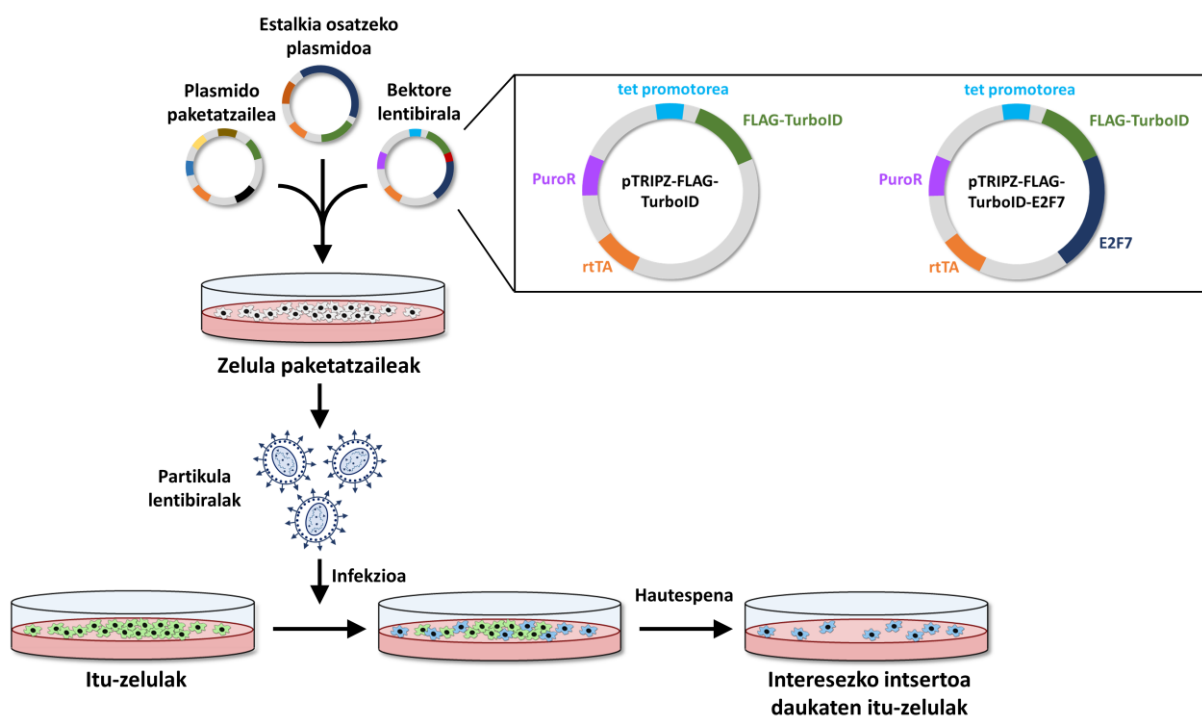 Estalkia osatzeko
plasmidoa
Plasmido
paketatzailea
Bektore
lentibirala
tet promotorea
FLAG-TurboID
PuroR
pTRIPZ-FLAG-
TurboID
rtTA
tet promotorea
FLAG-TurboID
PuroR
pTRIPZ-FLAG-
TurboID-E2F7
E2F7
rtTA
Zelula paketatzaileak
Partikula
lentibiralak
Infekzioa
Hautespena
Itu-zelulak
Interesezko intsertoa
daukaten itu-zelulak